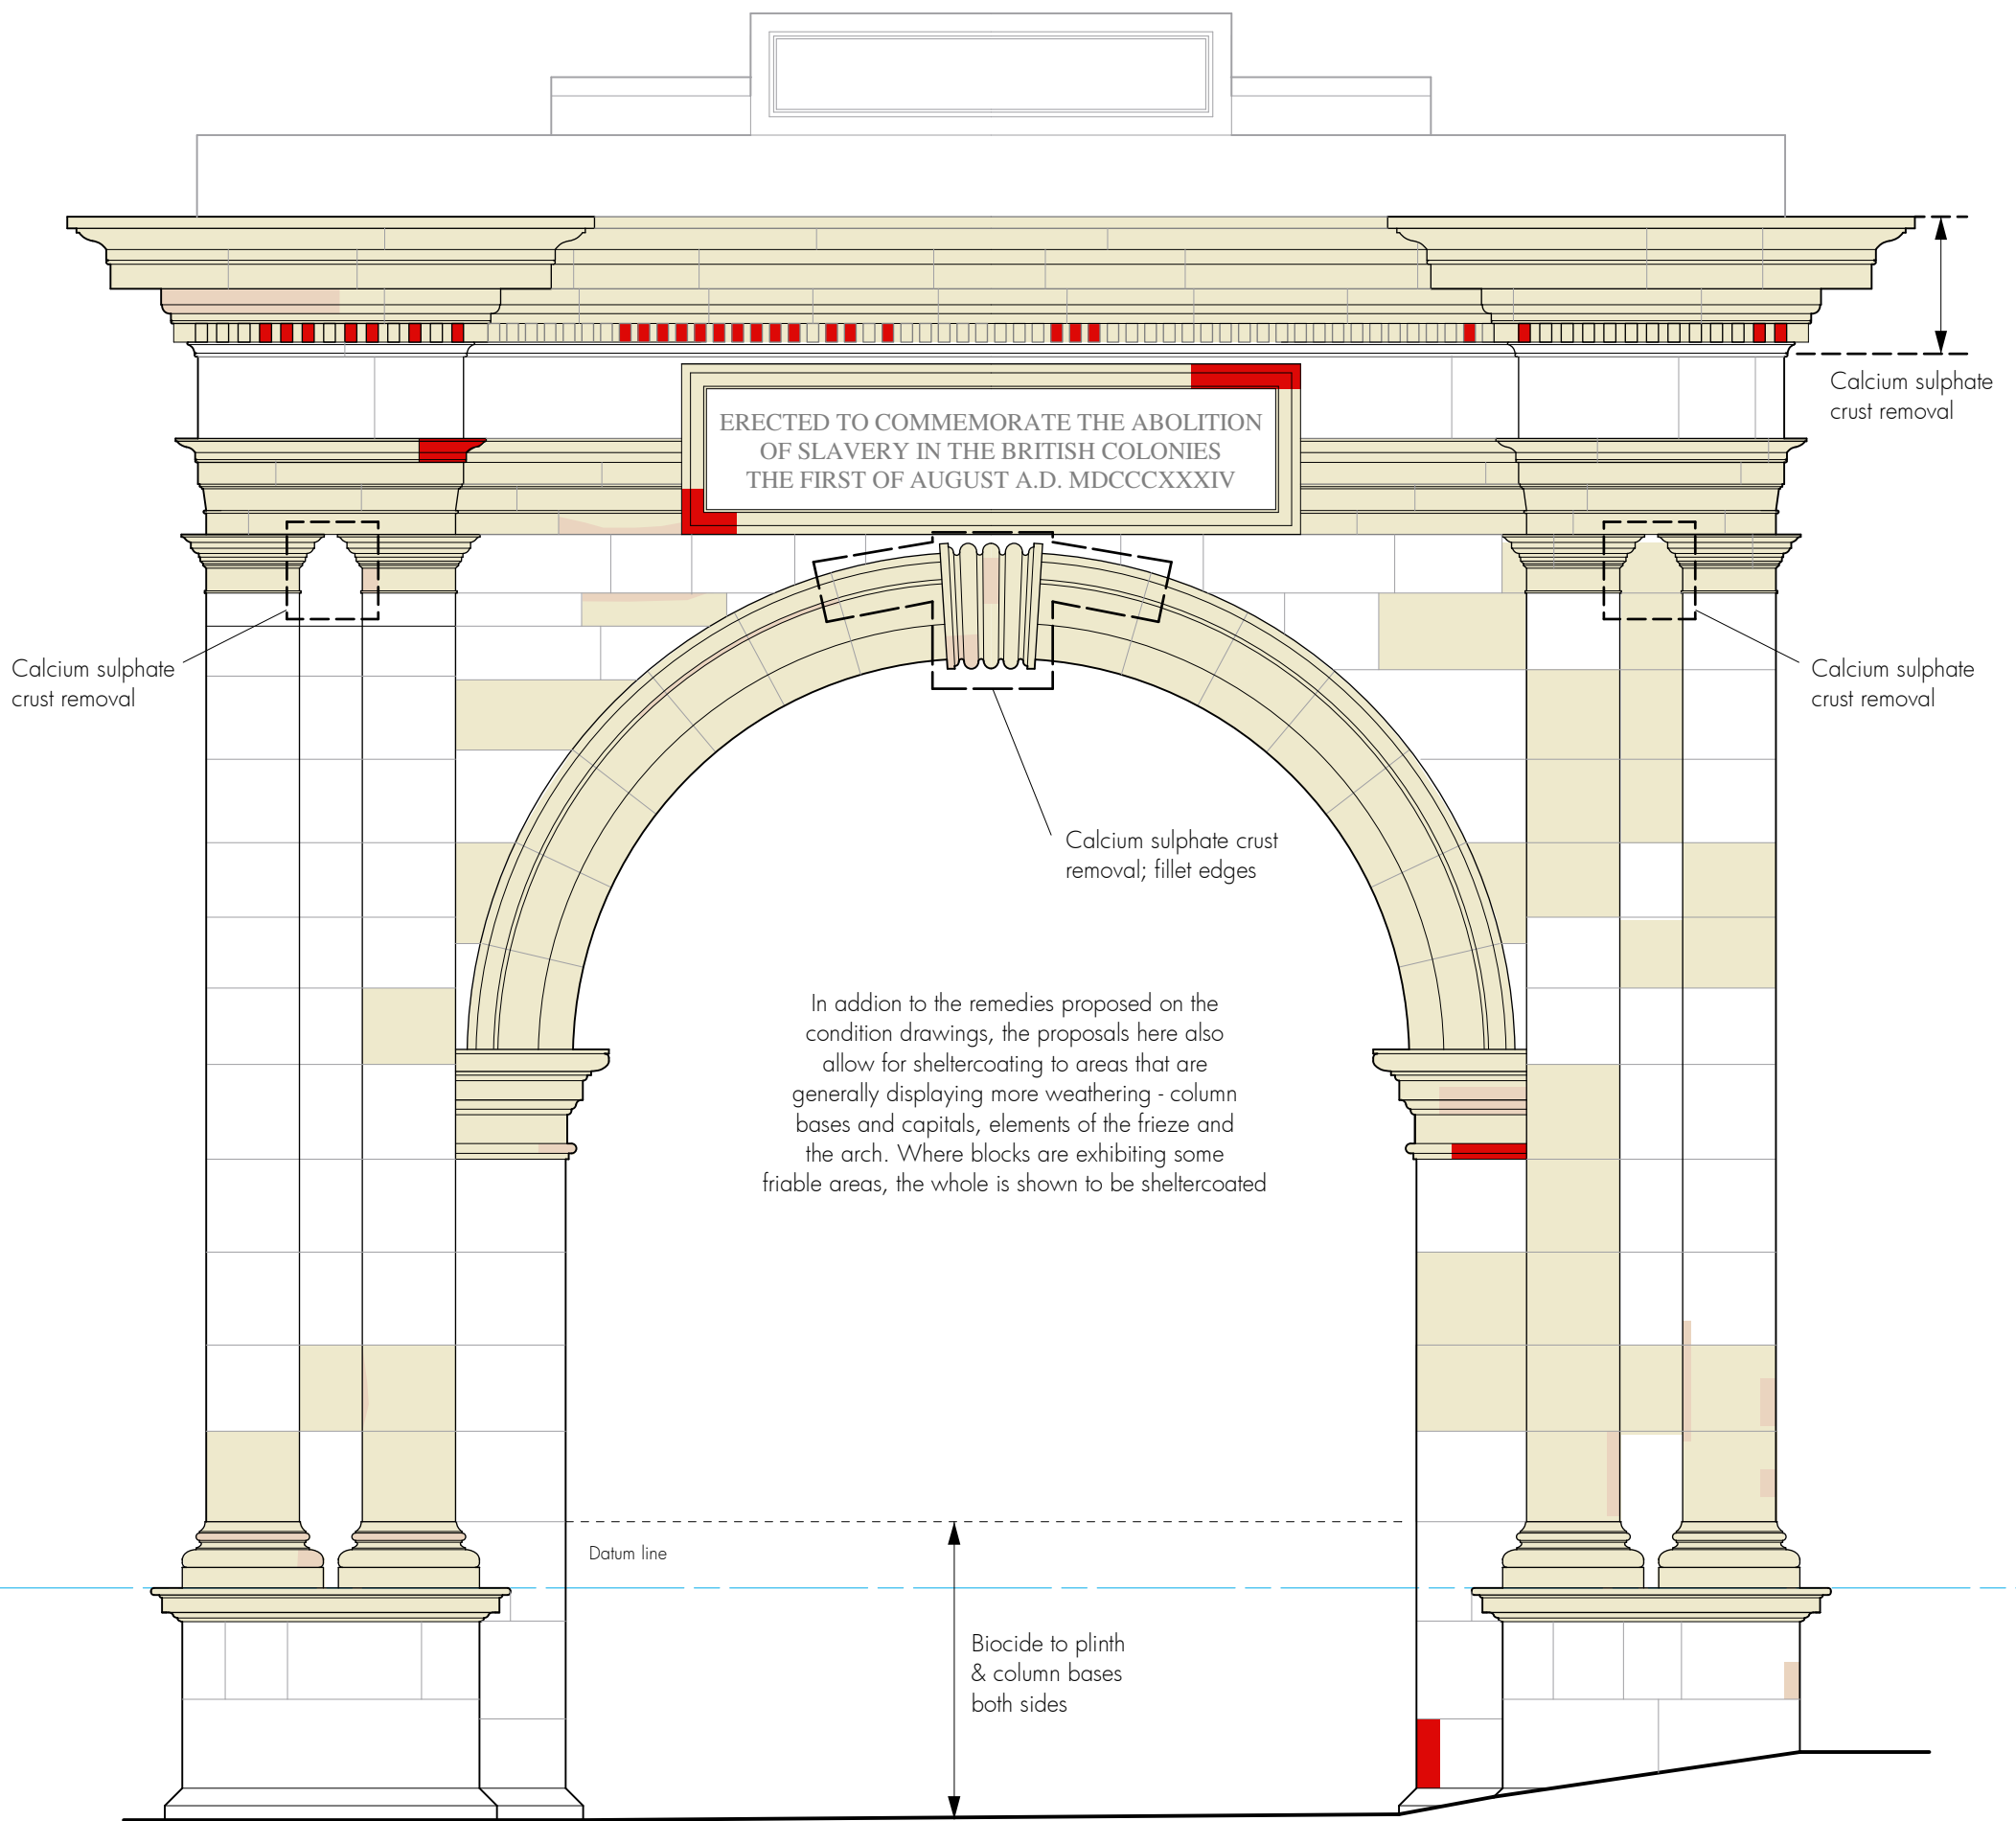 ERECTED TO COMMEMORATE THE ABOLITION
OF SLAVERY IN THE BRITISH COLONIES
THE FIRST OF AUGUST A.D. MDCCCXXXIV
Calcium sulphate
crust removal
Calcium sulphate
crust removal
Calcium sulphate
crust removal
Calcium sulphate crust
removal; fillet edges
In addion to the remedies proposed on the
condition drawings, the proposals here also
allow for sheltercoating to areas that are
generally displaying more weathering - column
bases and capitals, elements of the frieze and
the arch. Where blocks are exhibiting some
friable areas, the whole is shown to be sheltercoated
Datum line
Biocide to plinth
& column bases
both sides